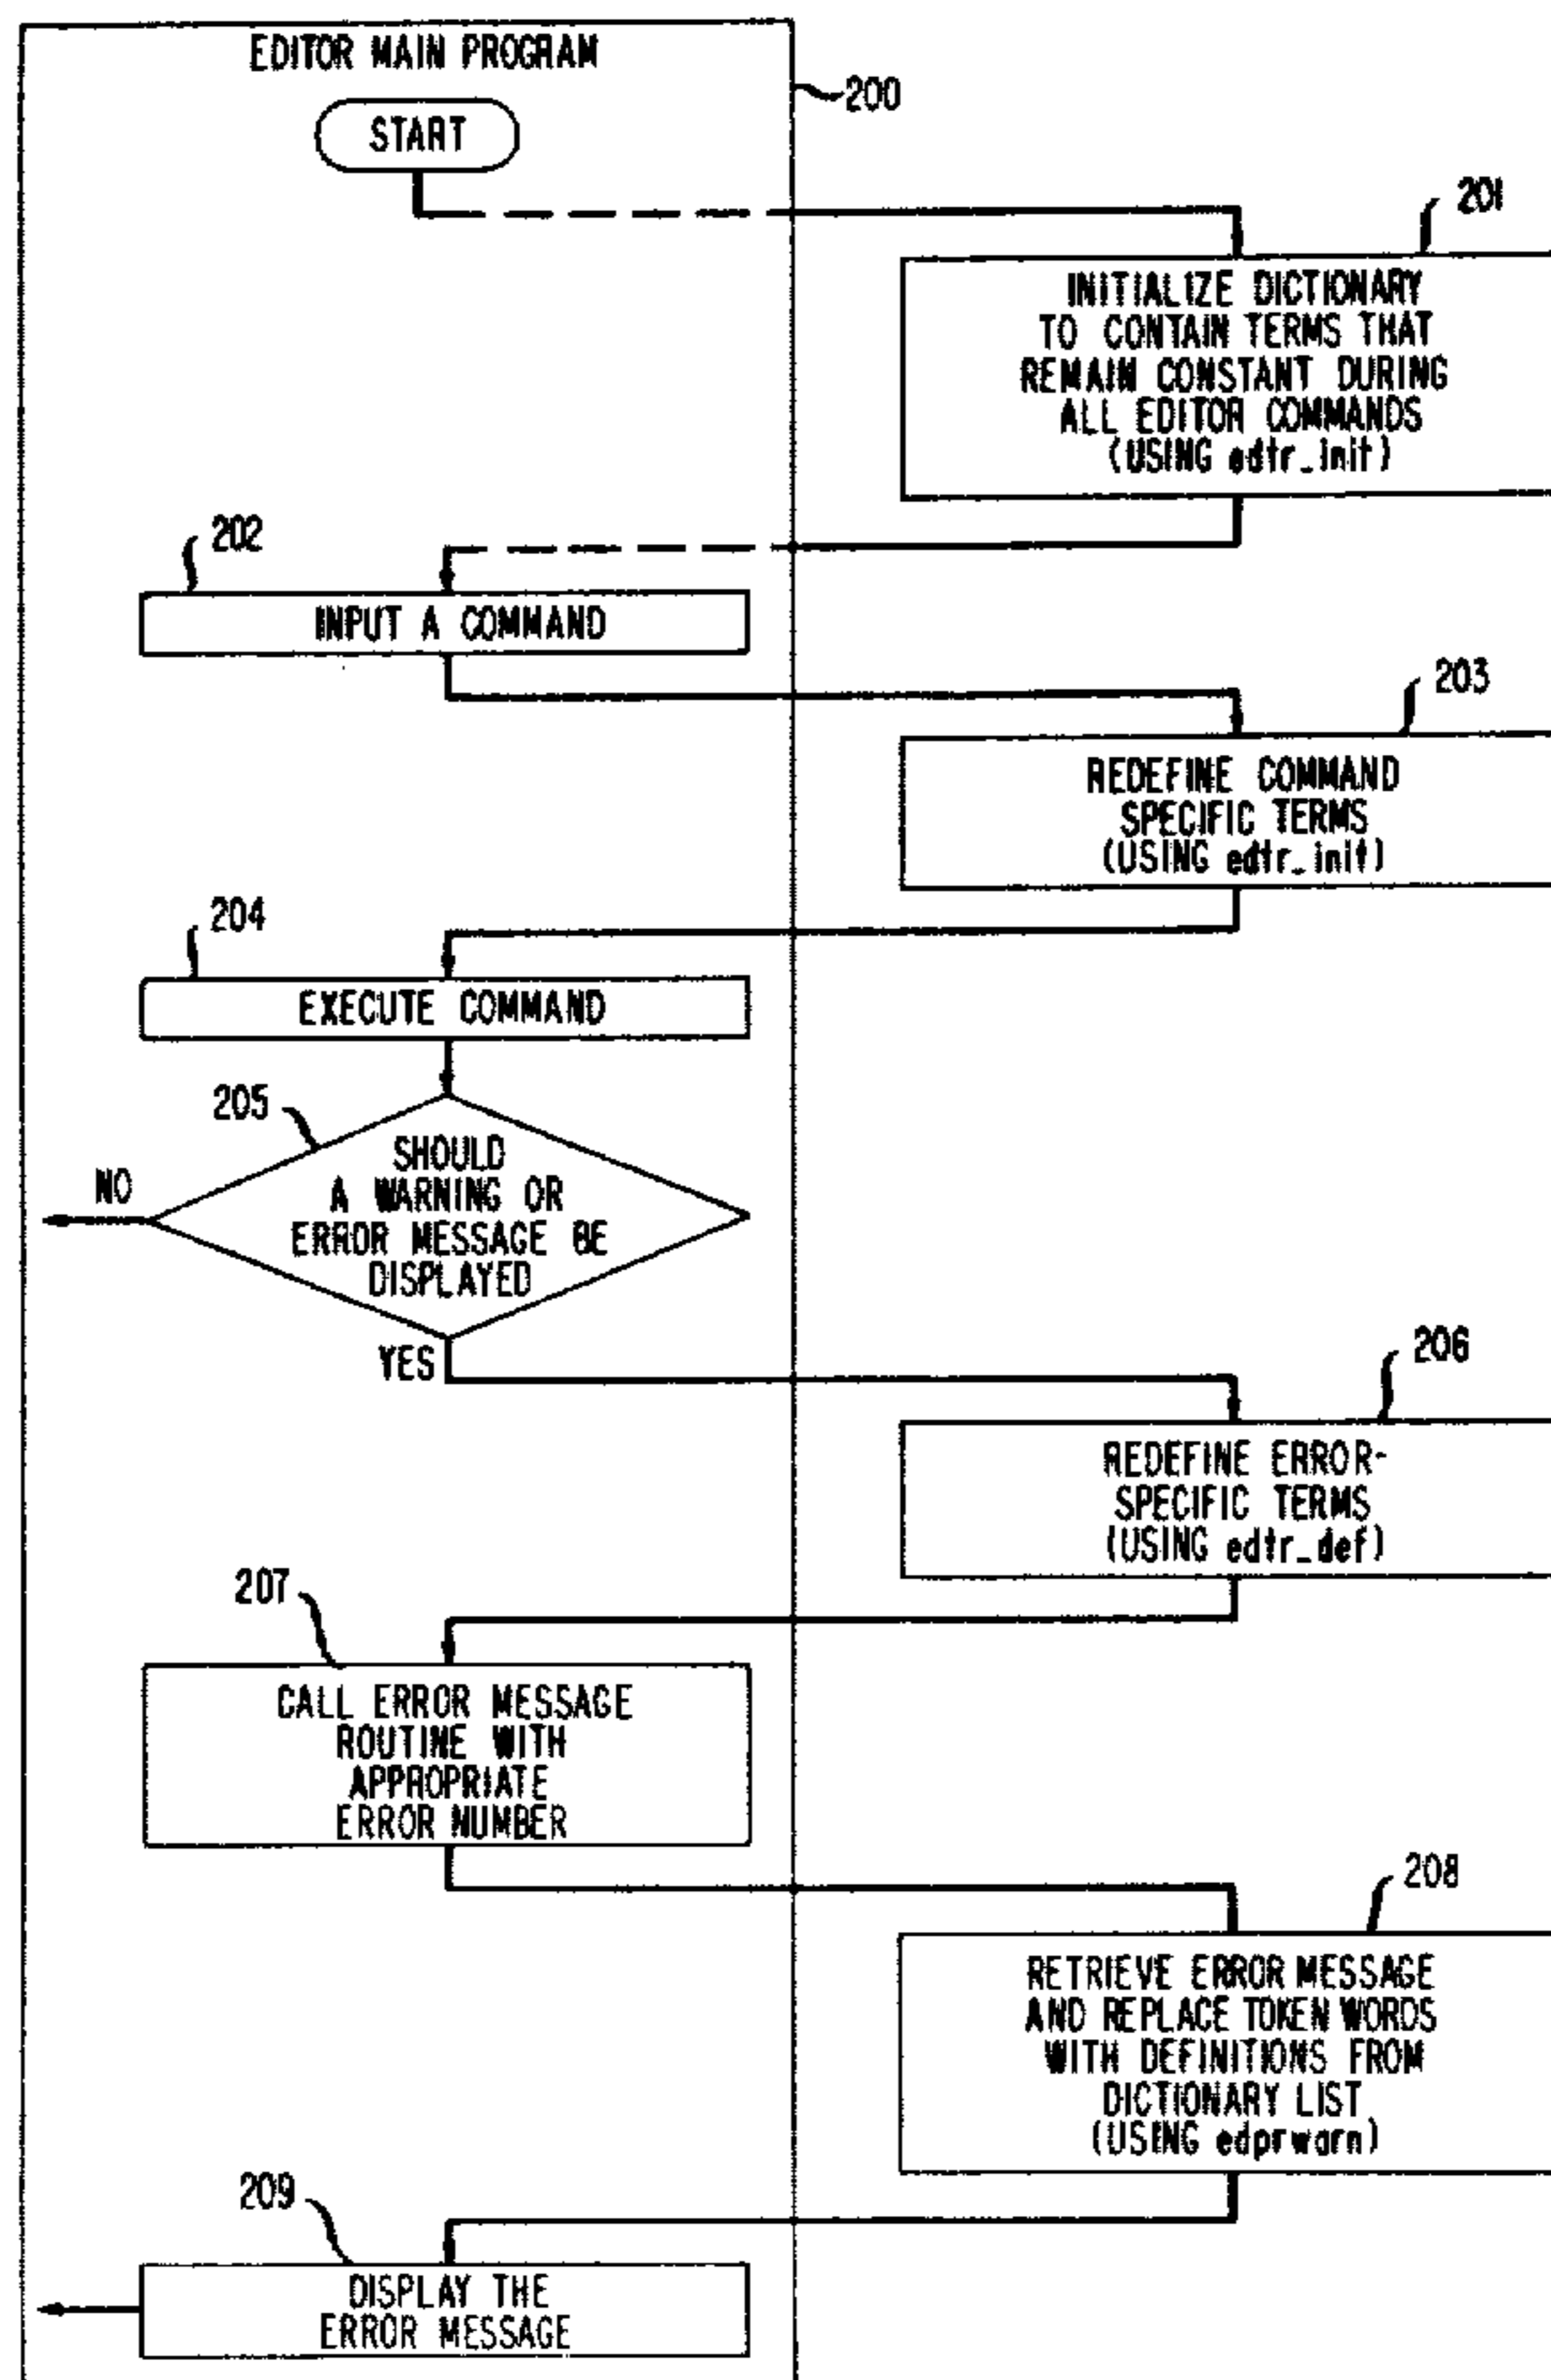 EDITOR MAIN PROGRAM
200
START
201
INITIALIZE DICTIONARY
TO CONTAIN TERMS THAT
REMAIN CONSTANT DURING
ALL EDITOR COMMANDS
(USING edtr_init)
202
INPUT A COMMAND
203
REDEFINE COMMAND
SPECIFIC TERMS
(USING edtr_init)
204
EXECUTE COMMAND
205
SHOULD
A WARNING OR
ERROR MESSAGE BE
DISPLAYED
NO
YES
206
REDEFINE ERROR-
SPECIFIC TERMS
(USING edtr_def)
207
CALL ERROR MESSAGE
ROUTINE WITH
APPROPRIATE
ERROR NUMBER
208
RETRIEVE ERROR MESSAGE
AND REPLACE TOKEN WORDS
WITH DEFINITIONS FROM
DICTIONARY LIST
(USING edprwarn)
209
DISPLAY THE
ERROR MESSAGE